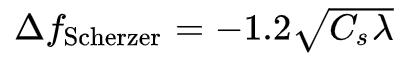 Δf_Scherzer = −1.2√(C_s λ)